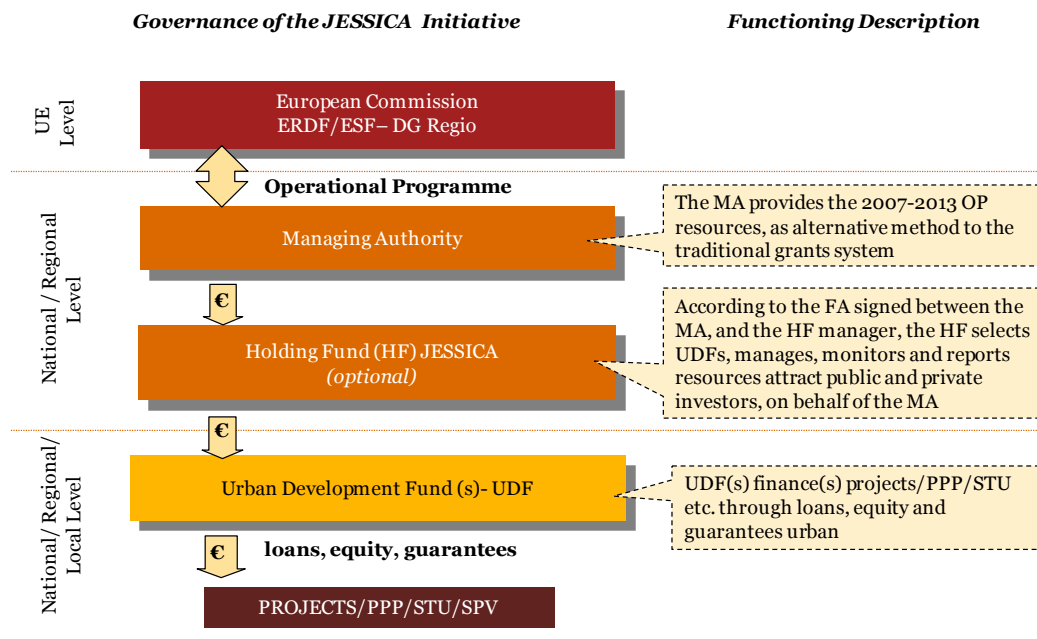 Governance of the JESSICA Initiative
Functioning Description
UE
Level
European Commission
ERDF/ESF– DG Regio
Operational Programme
National / Regional
Level
Managing Authority
The MA provides the 2007-2013 OP
resources, as alternative method to the
traditional grants system
€
Holding Fund (HF) JESSICA
(optional)
According to the FA signed between the
MA, and the HF manager, the HF selects
UDFs, manages, monitors and reports
resources attract public and private
investors, on behalf of the MA
€
National/ Regional/
Local Level
Urban Development Fund (s)- UDF
UDF(s) finance(s) projects/PPP/STU
etc. through loans, equity and
guarantees urban
€
loans, equity, guarantees
PROJECTS/PPP/STU/SPV